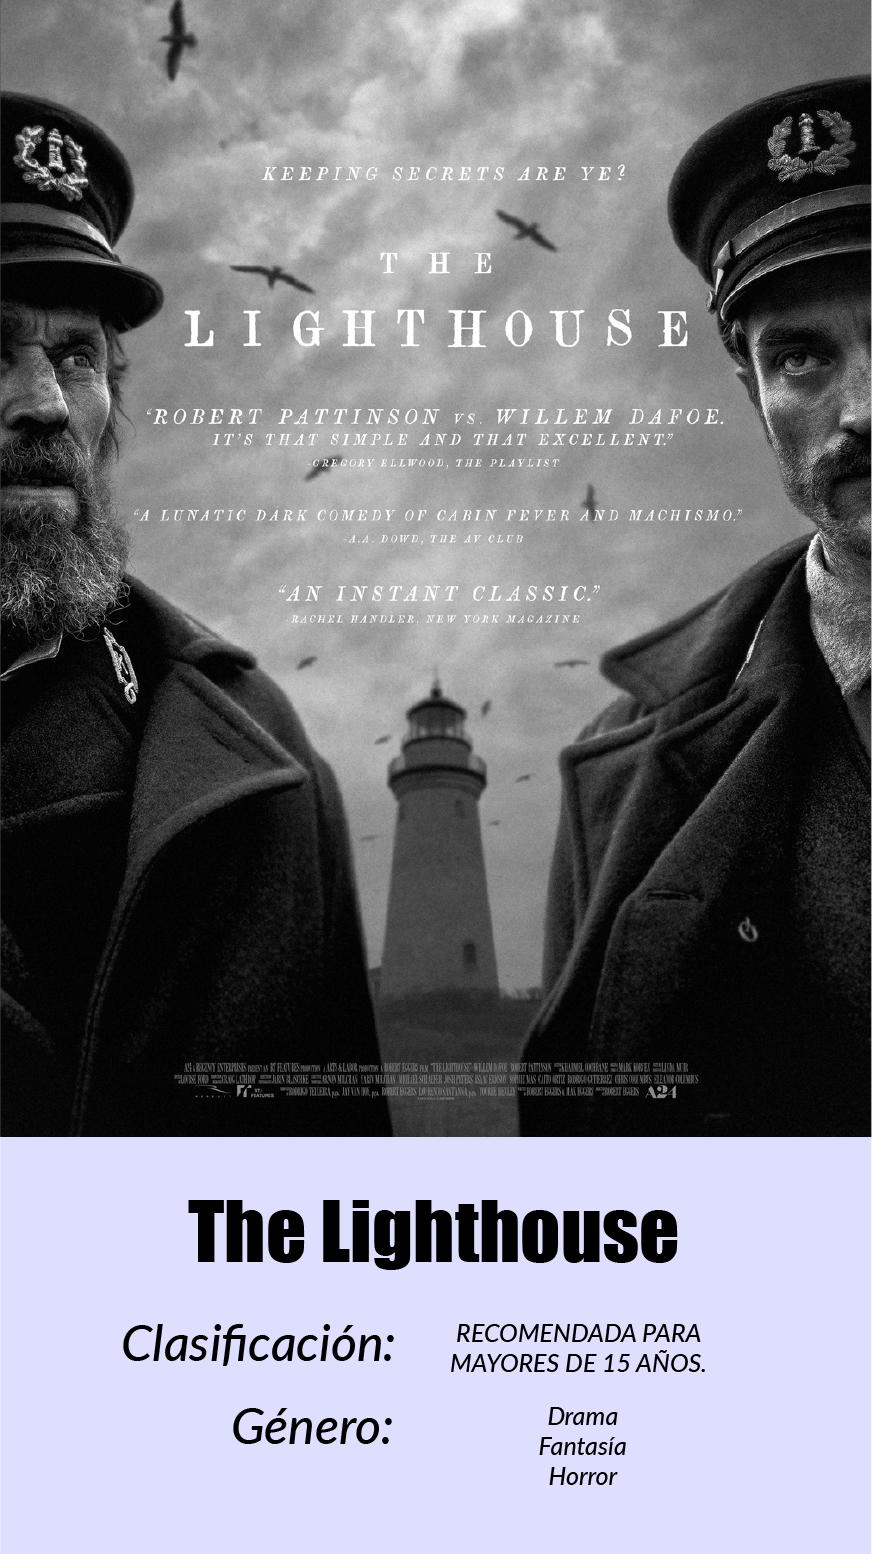 KEEPING SECRETS ARE YE?
THE
LIGHTHOUSE
“ROBERT PATTINSON VS. WILLEM DAFOE.
IT'S THAT SIMPLE AND THAT EXCELLENT.”
-GREGORY ELLWOOD, THE PLAYLIST
“A LUNATIC DARK COMEDY OF CABIN FEVER AND MACHISMO.”
-A.A. DOWD, THE AV CLUB
“AN INSTANT CLASSIC.”
-RACHEL HANDLER, NEW YORK MAGAZINE
A24
The Lighthouse
Clasificación:
RECOMENDADA PARA
MAYORES DE 15 AÑOS.
Género:
Drama
Fantasía
Horror